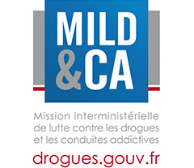 MILD
&CA
Mission interministérielle
de lutte contre les drogues
et les conduites addictives
drogues.gouv.fr